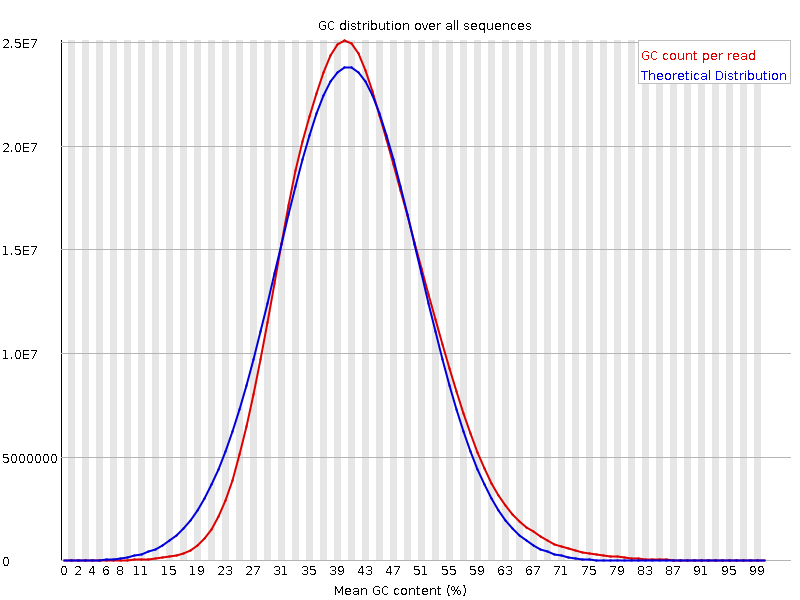 GC distribution over all sequences
GC count per read
Theoretical Distribution
2.5E7
2.0E7
1.5E7
1.0E7
5000000
0
0 2 4 6 8 11 15 19 23 27 31 35 39 43 47 51 55 59 63 67 71 75 79 83 87 91 95 99
Mean GC content (%)